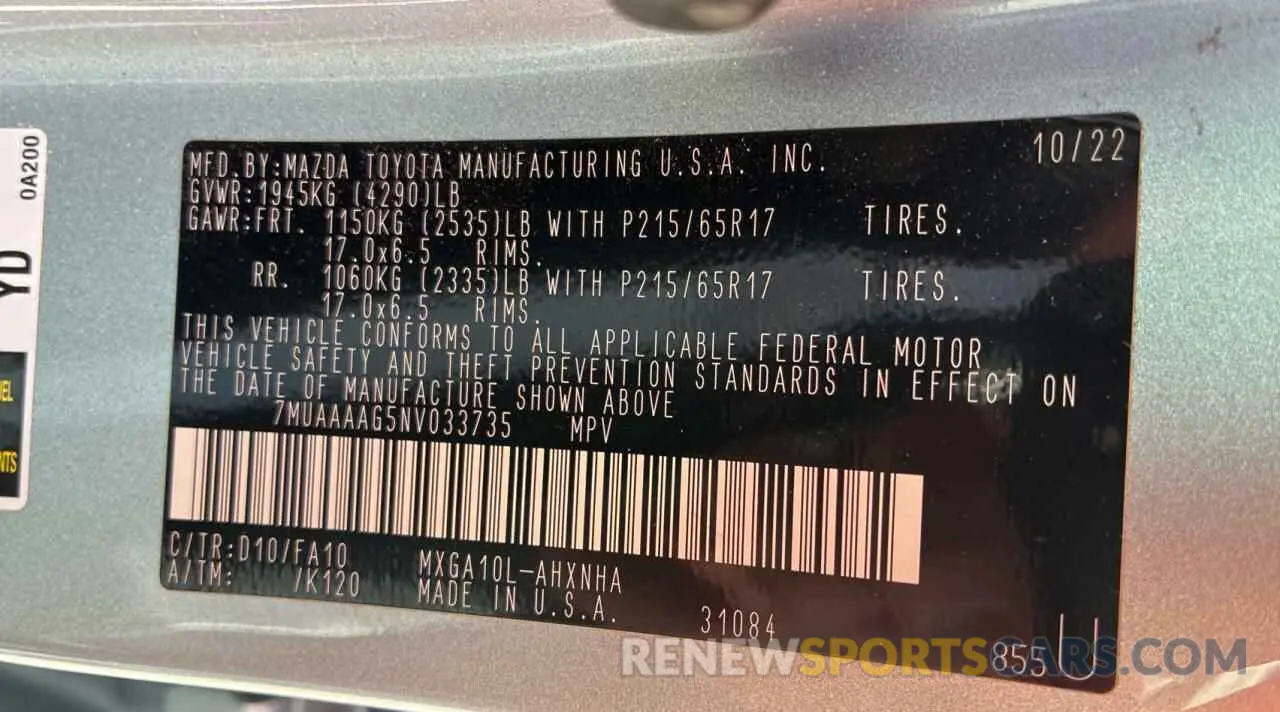 0A200
YD
MFD.BY:MAZDA TOYOTA MANUFACTURING U.S.A. INC. 10/22
GVWR:1945KG (4290)LB
GAWR:FRT. 1150KG (2535)LB WITH P215/65R17 TIRES.
17.0x6.5 RIMS.
RR. 1060KG (2335)LB WITH P215/65R17 TIRES.
17.0x6.5 RIMS.
THIS VEHICLE CONFORMS TO ALL APPLICABLE FEDERAL MOTOR
VEHICLE SAFETY AND THEFT PREVENTION STANDARDS IN EFFECT ON
THE DATE OF MANUFACTURE SHOWN ABOVE
7MUAAAAG5NV033735 MPV
C/TR:D10/FA10 MXGA10L-AHXNHA
A/TM: /K120 MADE IN U.S.A.
31084
855
RENEWSPORTSCARS.COM